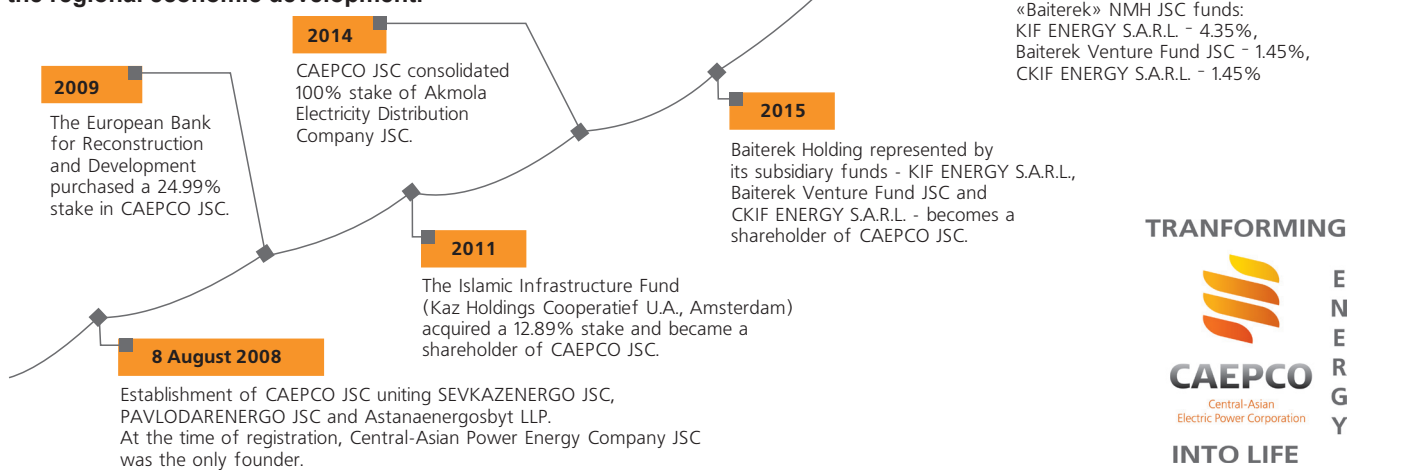 the regional economic development.
«Baiterek» NMH JSC funds:
KIF ENERGY S.A.R.L. - 4.35%,
Baiterek Venture Fund JSC - 1.45%,
CKIF ENERGY S.A.R.L. - 1.45%
2014
CAEPCO JSC consolidated
100% stake of Akmola
Electricity Distribution
Company JSC.
2009
The European Bank
for Reconstruction
and Development
purchased a 24.99%
stake in CAEPCO JSC.
2015
Baiterek Holding represented by
its subsidiary funds - KIF ENERGY S.A.R.L.,
Baiterek Venture Fund JSC and
CKIF ENERGY S.A.R.L. - becomes a
shareholder of CAEPCO JSC.
2011
The Islamic Infrastructure Fund
(Kaz Holdings Cooperatief U.A., Amsterdam)
acquired a 12.89% stake and became a
shareholder of CAEPCO JSC.
8 August 2008
Establishment of CAEPCO JSC uniting SEVKAZENERGO JSC,
PAVLODARENERGO JSC and Astanaenergosbyt LLP.
At the time of registration, Central-Asian Power Energy Company JSC
was the only founder.
TRANFORMING
ENERGY
CAEPCO
Central-Asian
Electric Power Corporation
INTO LIFE